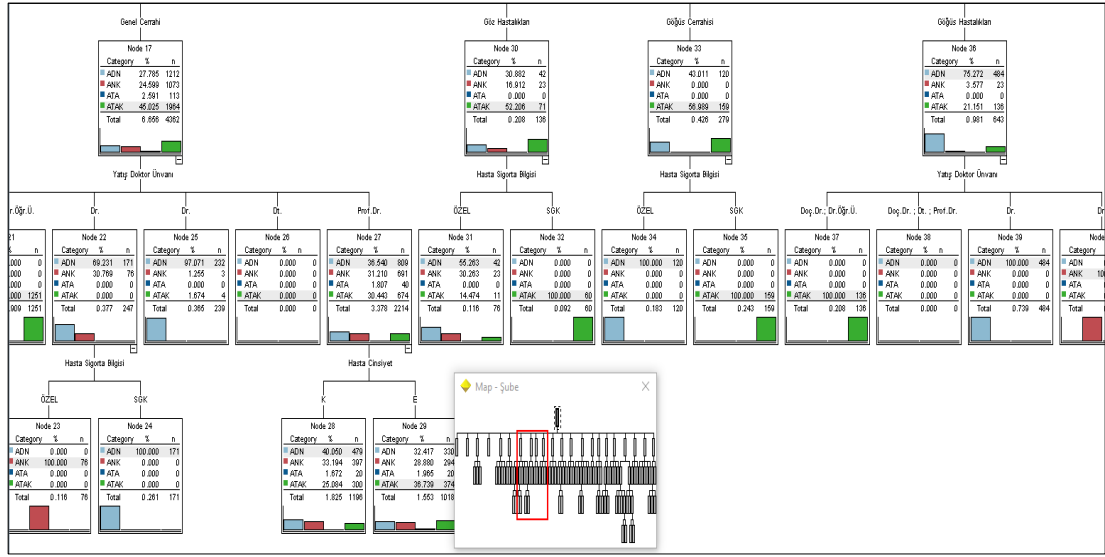 Genel Cerrahi
Node 17
Category % n
ADN 27.785 1212
ANK 24.599 1073
ATA 2.591 113
ATAK 45.025 1964
Total 6.656 4362
Göz Hastalıkları
Node 30
Category % n
ADN 30.882 42
ANK 16.912 23
ATA 0.000 0
ATAK 52.206 71
Total 0.208 136
Göğüs Cerrahisi
Node 33
Category % n
ADN 43.011 120
ANK 0.000 0
ATA 0.000 0
ATAK 56.989 159
Total 0.426 279
Göğüs Hastalıkları
Node 36
Category % n
ADN 75.272 484
ANK 3.577 23
ATA 0.000 0
ATAK 21.151 136
Total 0.981 643
Yatış Doktor Ünvanı
Hasta Sigorta Bilgisi
Hasta Sigorta Bilgisi
Yatış Doktor Ünvanı
r.Öğr.Ü.
21
% n
.000 0
.000 0
.000 0
.000 1251
.909 1251
Dr.
Node 22
Category % n
ADN 69.231 171
ANK 30.769 76
ATA 0.000 0
ATAK 0.000 0
Total 0.377 247
Dr.
Node 25
Category % n
ADN 97.071 232
ANK 1.255 3
ATA 0.000 0
ATAK 1.674 4
Total 0.365 239
Dt.
Node 26
Category % n
ADN 0.000 0
ANK 0.000 0
ATA 0.000 0
ATAK 0.000 0
Total 0.000 0
Prof.Dr.
Node 27
Category % n
ADN 36.540 809
ANK 31.210 691
ATA 1.807 40
ATAK 30.443 674
Total 3.378 2214
ÖZEL
Node 31
Category % n
ADN 55.263 42
ANK 30.263 23
ATA 0.000 0
ATAK 14.474 11
Total 0.116 76
SGK
Node 32
Category % n
ADN 0.000 0
ANK 0.000 0
ATA 0.000 0
ATAK 100.000 60
Total 0.092 60
ÖZEL
Node 34
Category % n
ADN 100.000 120
ANK 0.000 0
ATA 0.000 0
ATAK 0.000 0
Total 0.183 120
SGK
Node 35
Category % n
ADN 0.000 0
ANK 0.000 0
ATA 0.000 0
ATAK 100.000 159
Total 0.243 159
Doç.Dr.; Dr.Öğr.Ü.
Node 37
Category % n
ADN 0.000 0
ANK 0.000 0
ATA 0.000 0
ATAK 100.000 136
Total 0.208 136
Doç.Dr. ; Dt. ; Prof.Dr.
Node 38
Category % n
ADN 0.000 0
ANK 0.000 0
ATA 0.000 0
ATAK 0.000 0
Total 0.000 0
Dr.
Node 39
Category % n
ADN 100.000 484
ANK 0.000 0
ATA 0.000 0
ATAK 0.000 0
Total 0.739 484
Dr
Node
Category
ADN 0
ANK 100
ATA 0
ATAK 0
Total 0
Hasta Sigorta Bilgisi
Hasta Cinsiyet
ÖZEL
Node 23
Category % n
ADN 0.000 0
ANK 100.000 76
ATA 0.000 0
ATAK 0.000 0
Total 0.116 76
SGK
Node 24
Category % n
ADN 100.000 171
ANK 0.000 0
ATA 0.000 0
ATAK 0.000 0
Total 0.261 171
K
Node 28
Category % n
ADN 40.050 479
ANK 33.194 397
ATA 1.672 20
ATAK 25.084 300
Total 1.825 1196
E
Node 29
Category % n
ADN 32.417 330
ANK 28.880 294
ATA 1.965 20
ATAK 36.739 374
Total 1.553 1018
Map - Şube